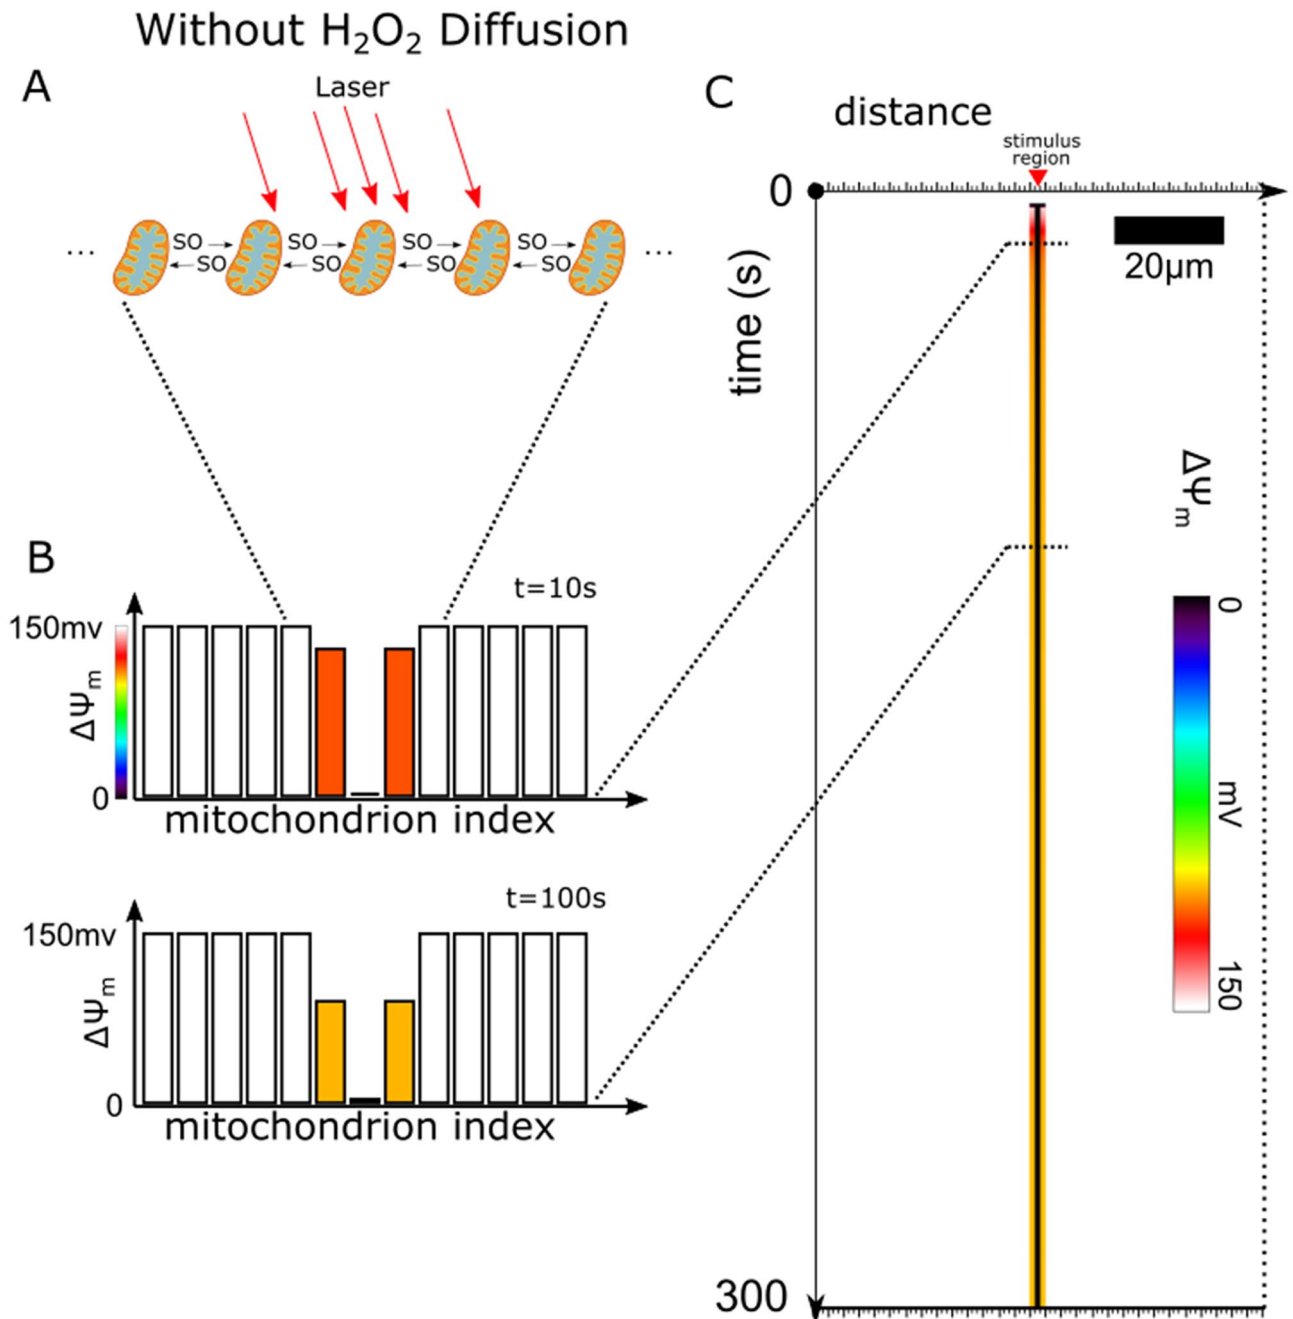 Without H₂O₂ Diffusion
A
Laser
... SO SO SO SO ...
SO SO SO SO
B
t=10s
150mv
ΔΨm
0
mitochondrion index
t=100s
150mv
ΔΨm
0
mitochondrion index
C
distance
stimulus
region
0
time (s)
20μm
ΔΨm
0
mV
150
300